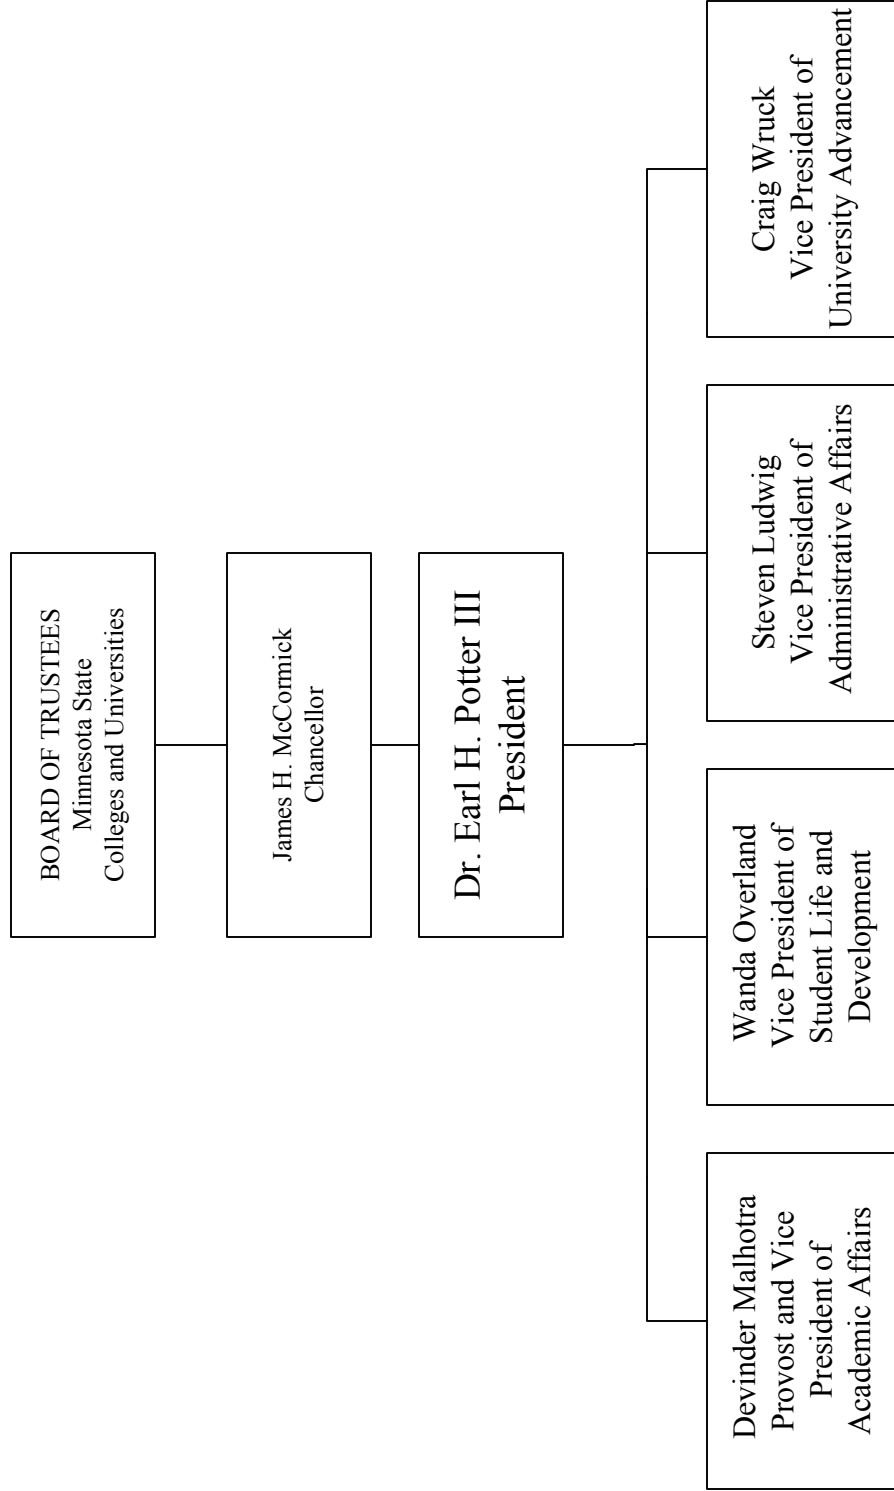 BOARD OF TRUSTEES
Minnesota State
Colleges and Universities
James H. McCormick
Chancellor
Dr. Earl H. Potter III
President
Devinder Malhotra
Provost and Vice
President of
Academic Affairs
Wanda Overland
Vice President of
Student Life and
Development
Steven Ludwig
Vice President of
Administrative Affairs
Craig Wruck
Vice President of
University Advancement